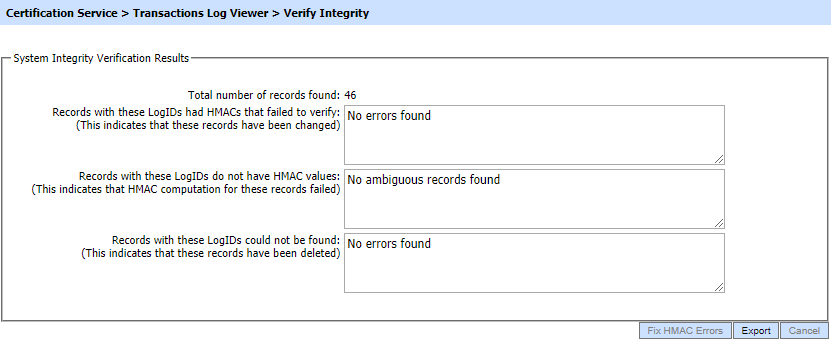 Certification Service > Transactions Log Viewer > Verify Integrity
System Integrity Verification Results
Total number of records found: 46
Records with these LogIDs had HMACs that failed to verify:
(This indicates that these records have been changed)
No errors found
Records with these LogIDs do not have HMAC values:
(This indicates that HMAC computation for these records failed)
No ambiguous records found
Records with these LogIDs could not be found:
(This indicates that these records have been deleted)
No errors found
Fix HMAC Errors Export Cancel